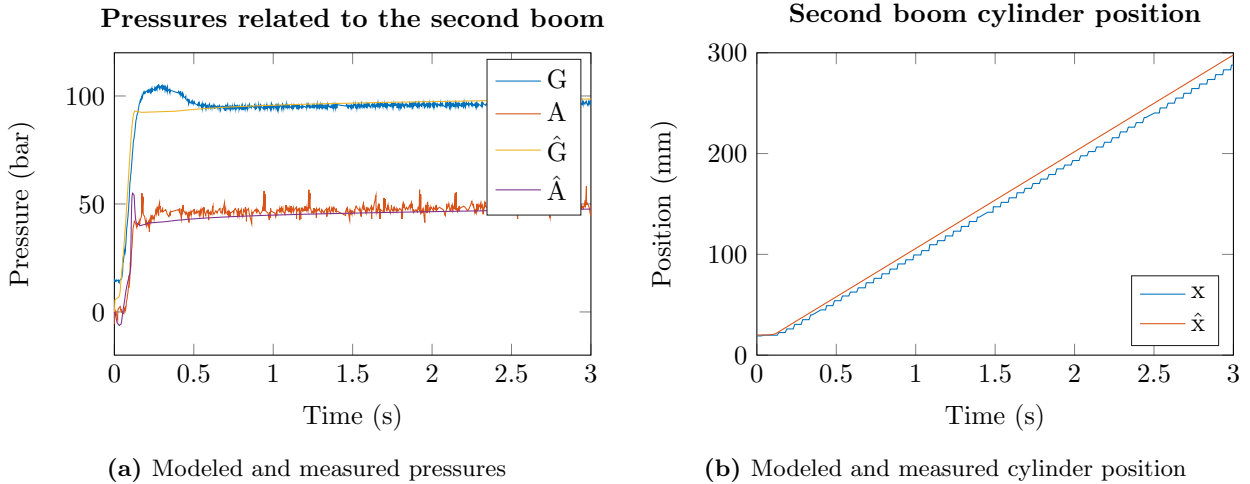 Pressures related to the second boom
100
50
0
0
0.5
1
1.5
2
2.5
3
Pressure (bar)
Time (s)
G
A
Ĝ
Â
(a) Modeled and measured pressures
Second boom cylinder position
300
200
100
0
0
0.5
1
1.5
2
2.5
3
Position (mm)
Time (s)
x
x̂
(b) Modeled and measured cylinder position